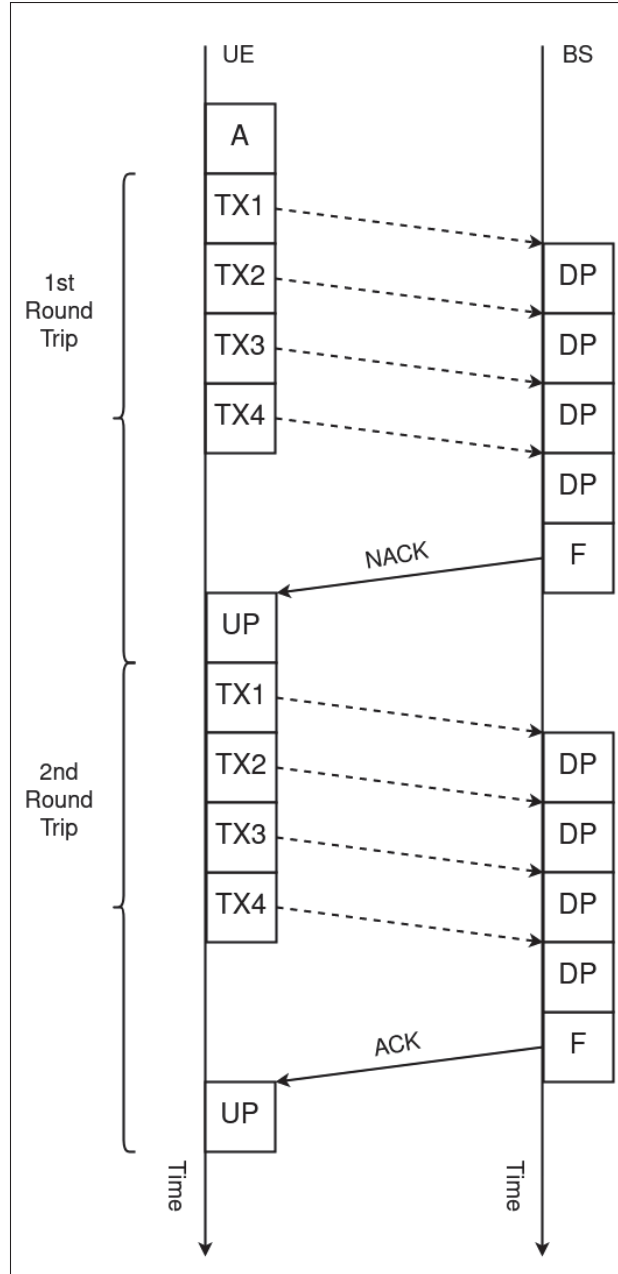 UE
BS
A
TX1
TX2
DP
1st
Round
Trip
TX3
DP
TX4
DP
DP
NACK
F
UP
TX1
TX2
DP
2nd
Round
Trip
TX3
DP
TX4
DP
DP
ACK
F
UP
Time
Time